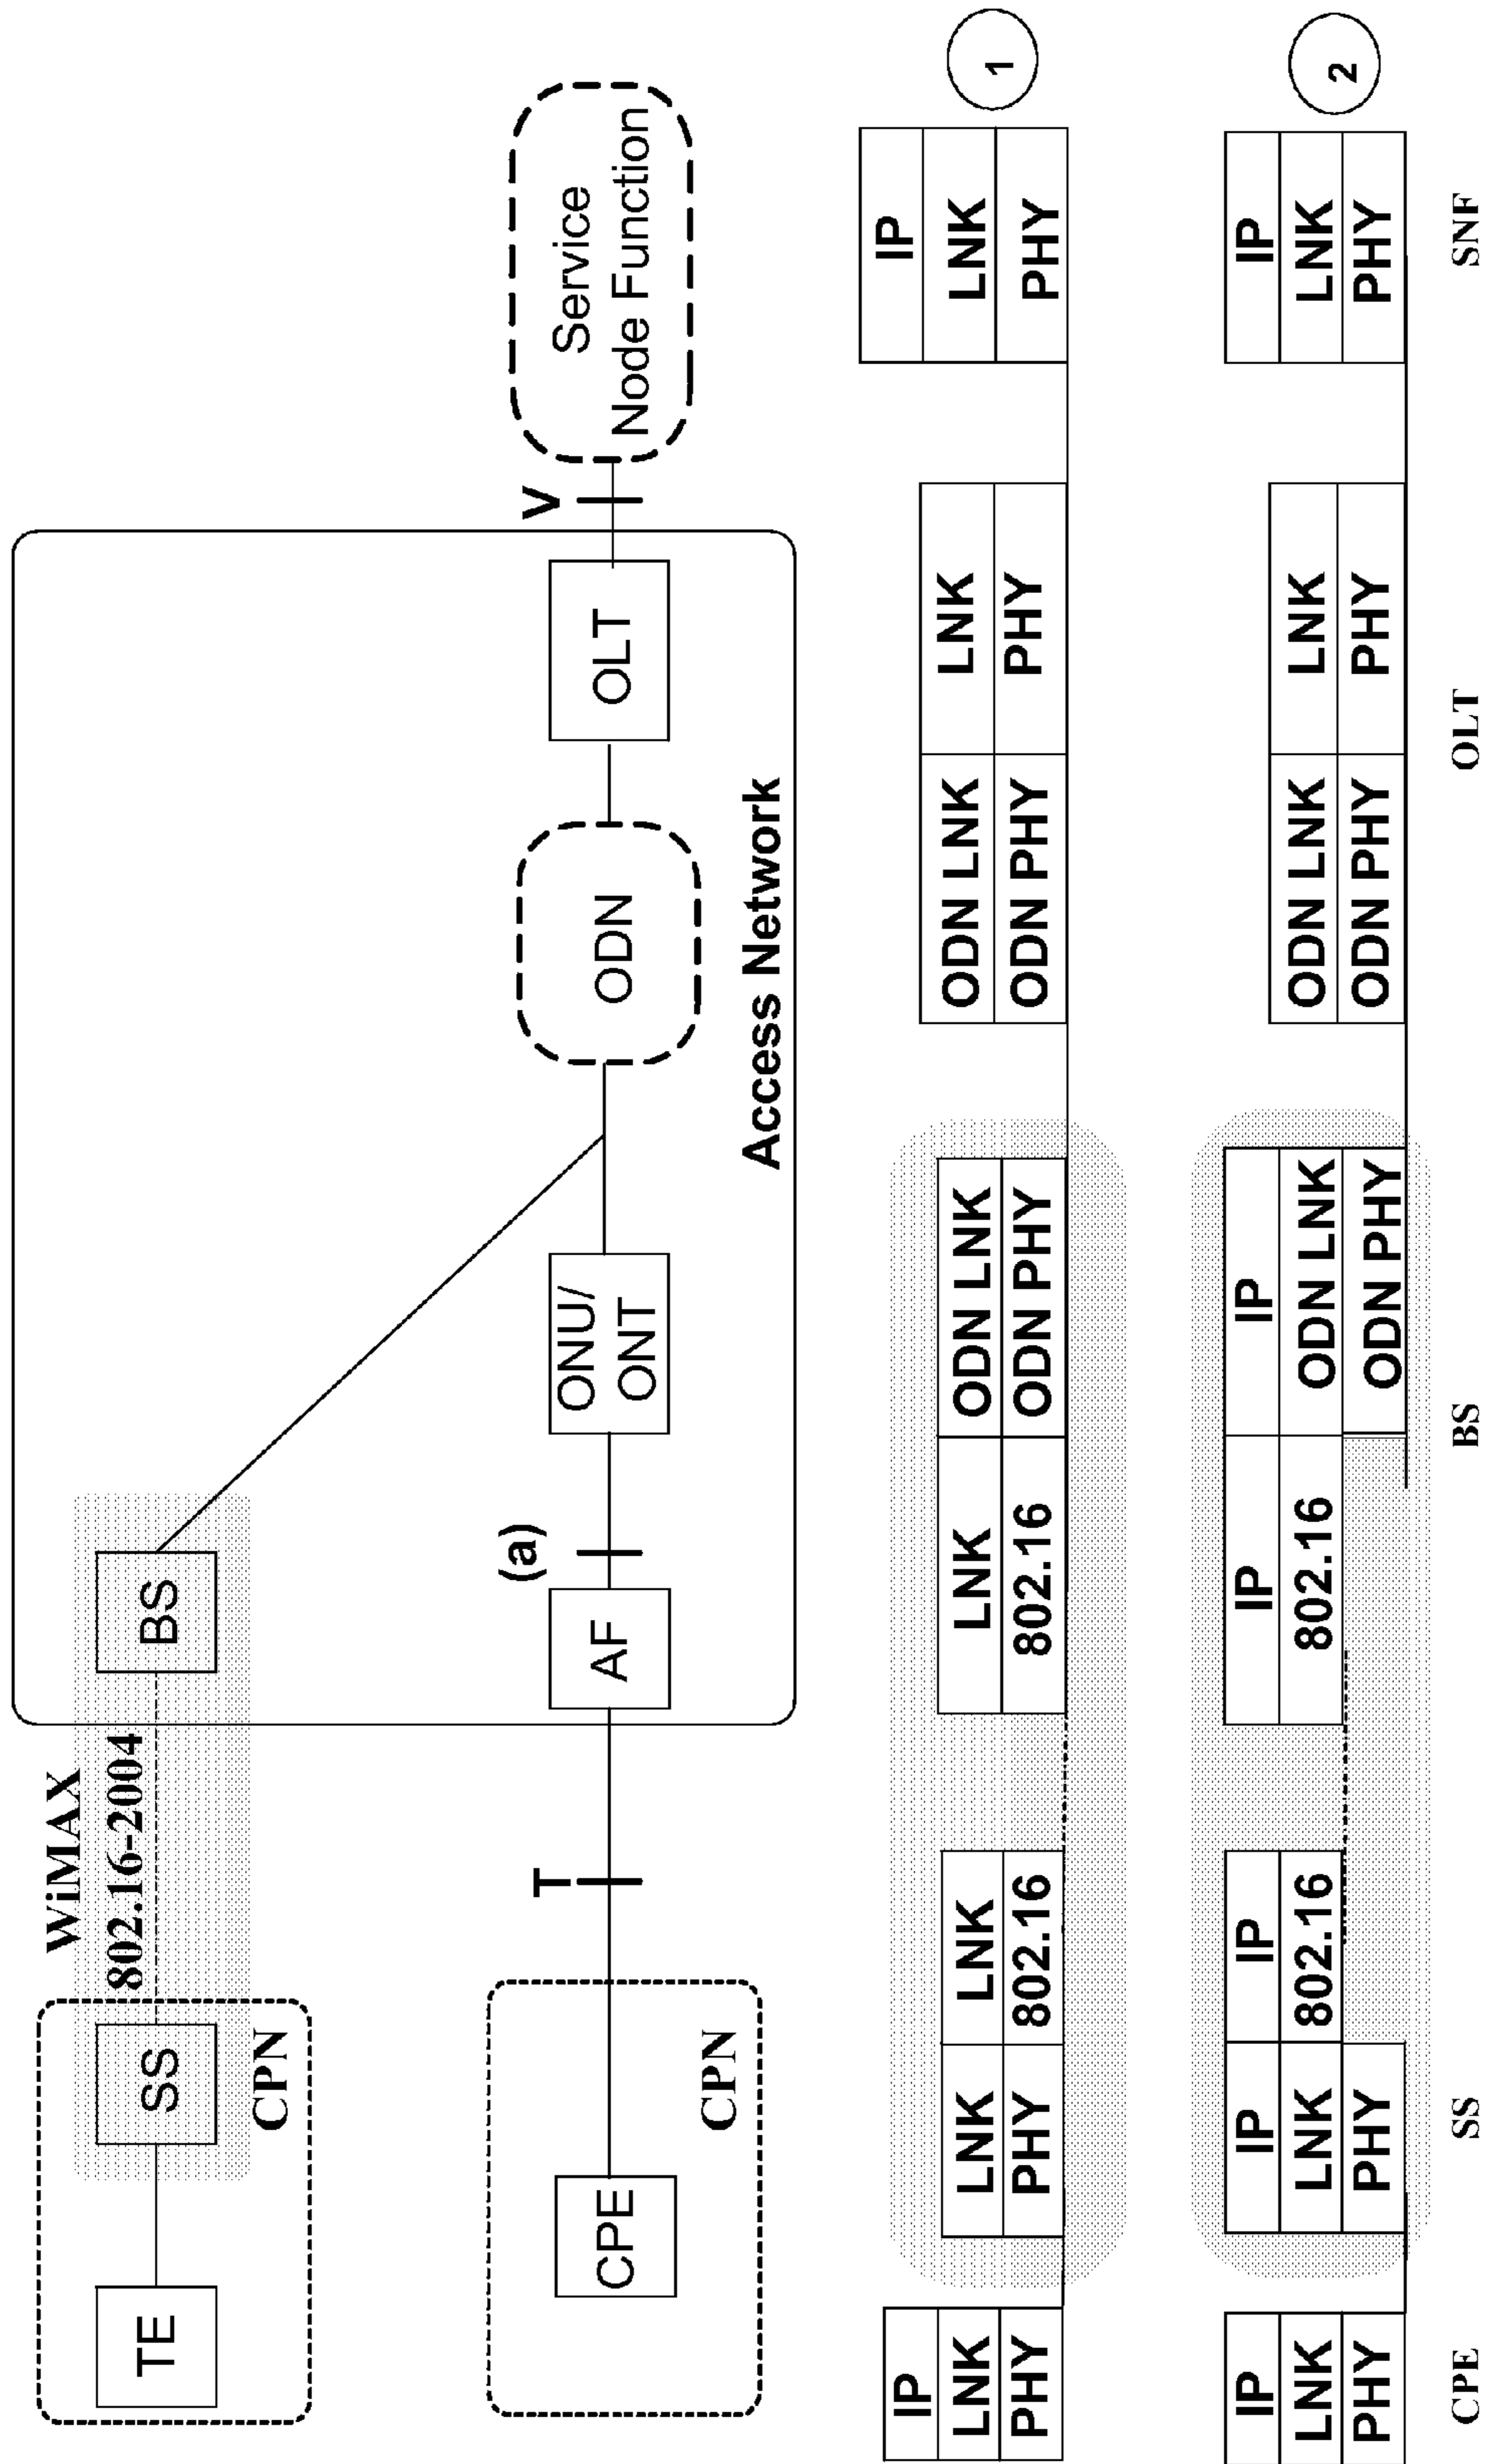 WiMAX
802.16-2004
TE
SS
CPN
BS
CPE
CPN
T
AF
(a)
ONU/
ONT
ODN
OLT
V
Service
Node Function
Access Network
IP
LNK
PHY
LNK
LNK
PHY
802.16
LNK
ODN LNK
802.16
ODN PHY
ODN LNK
LNK
ODN PHY
PHY
IP
LNK
PHY
1
IP
LNK
PHY
IP
IP
LNK
802.16
PHY
IP
IP
802.16
ODN LNK
ODN PHY
ODN LNK
LNK
ODN PHY
PHY
IP
LNK
PHY
2
CPE
SS
BS
OLT
SNF